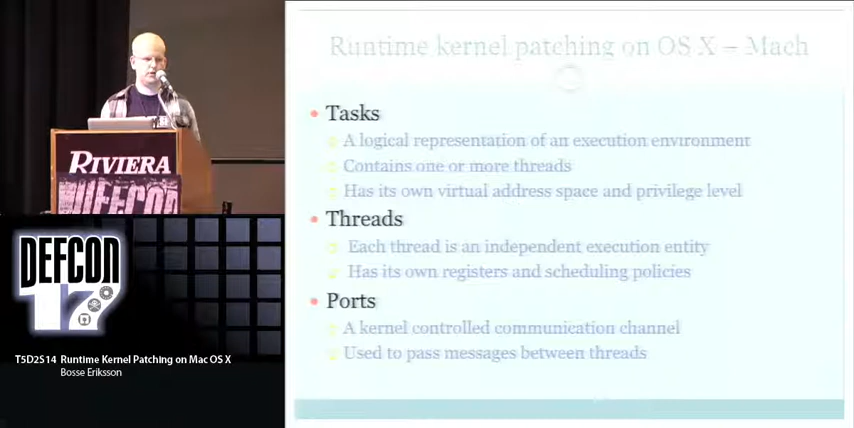 RIVIERA
DEFCON
DEFCON
17
T5D2S14 Runtime Kernel Patching on Mac OS X
Bosse Eriksson
Runtime kernel patching on OS X – Mach
Tasks
A logical representation of an execution environment
Contains one or more threads
Has its own virtual address space and privilege level
Threads
Each thread is an independent execution entity
Has its own registers and scheduling policies
Ports
A kernel controlled communication channel
Used to pass messages between threads